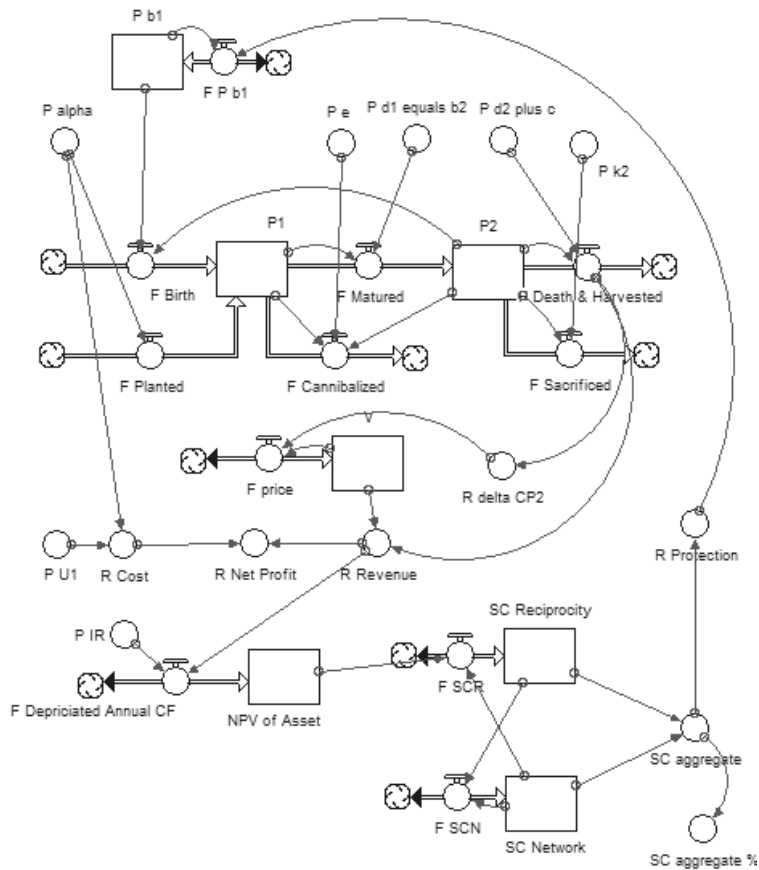 P b1
F P b1
P alpha
P e
P d1 equals b2
P d2 plus c
P k2
P1
P2
F Birth
F Matured
F Death & Harvested
F Planted
F Cannibalized
F Sacrificed
V
F price
R delta CP2
P U1
R Cost
R Net Profit
R Revenue
R Protection
P IR
SC Reciprocity
F Depriciated Annual CF
NPV of Asset
F SCR
SC aggregate
F SCN
SC Network
SC aggregate %